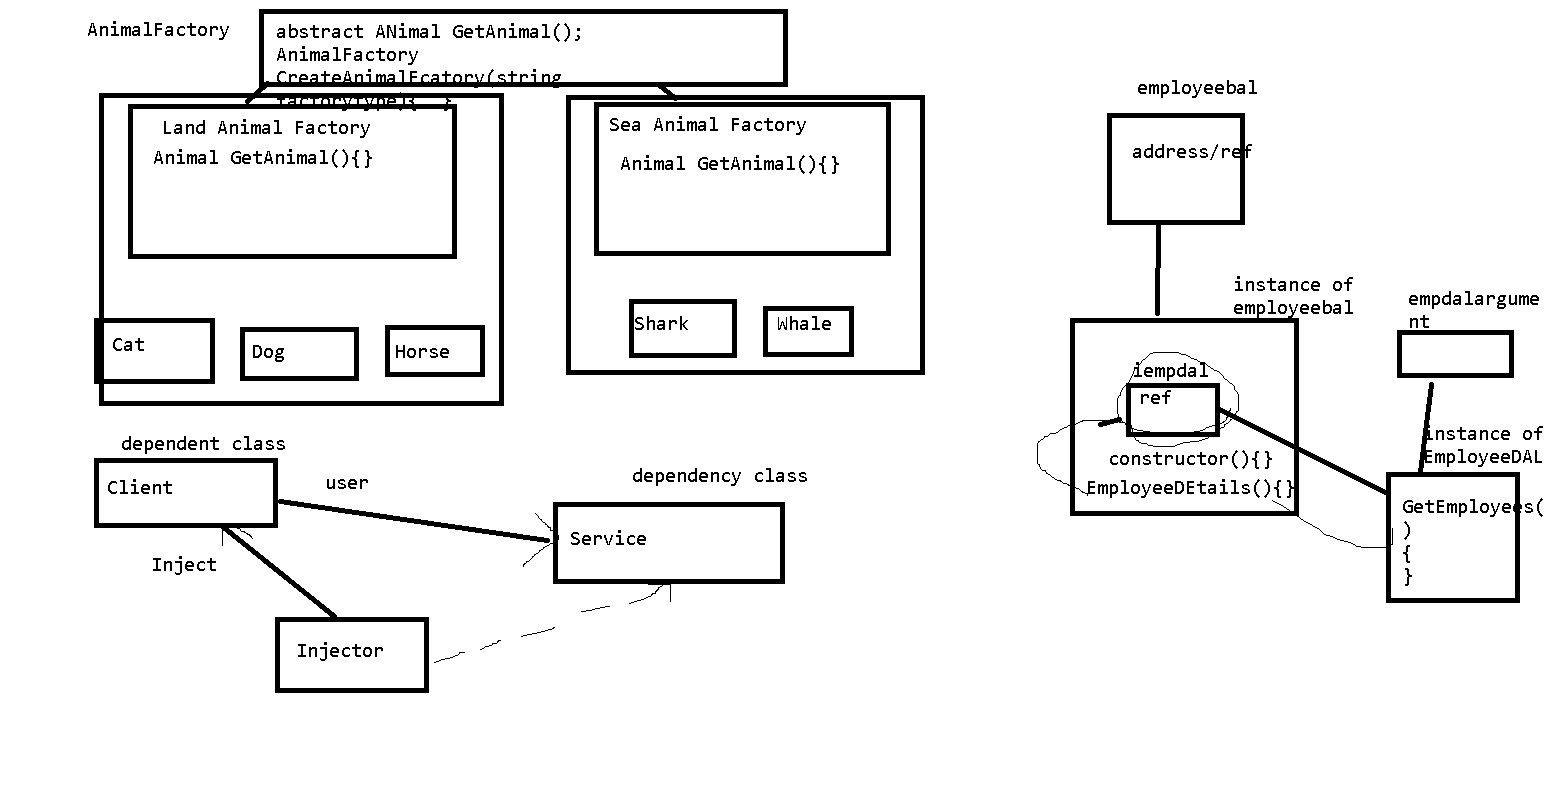 AnimalFactory
abstract ANimal GetAnimal();
AnimalFactory
CreateAnimalFcatory(string
factorytype){  }
Land Animal Factory
Animal GetAnimal(){}
Sea Animal Factory
Animal GetAnimal(){}
Cat
Dog
Horse
Shark
Whale
dependent class
Client
user
dependency class
Service
Inject
Injector
employeebal
address/ref
instance of
employeebal
iempdal
ref
constructor(){}
EmployeeDEtails(){}
empdalargume
nt
instance of
EmployeeDAL
GetEmployees(
)
{
}